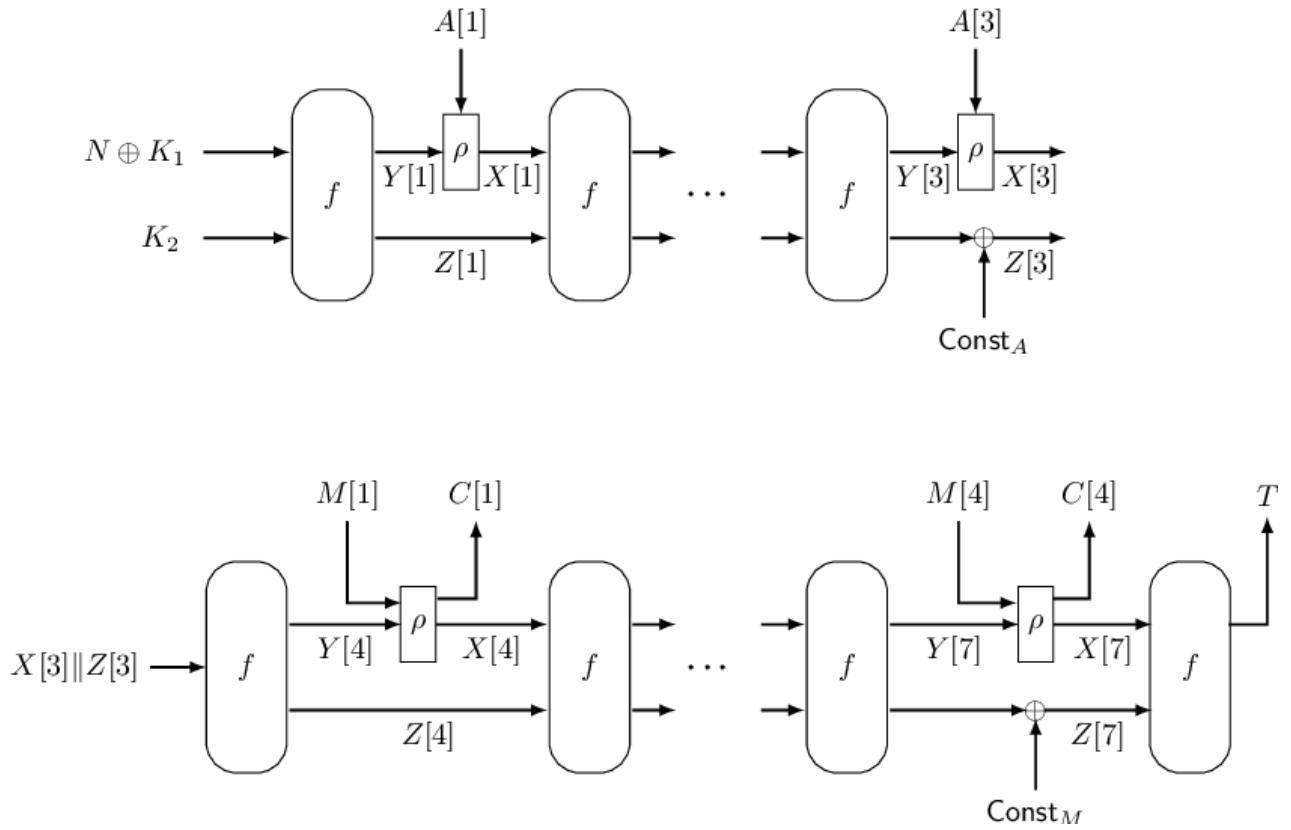 A[1] A[3]
N ⊕ K₁ Y[1] ρ X[1] Y[3] ρ X[3]
f f ··· f
K₂ Z[1] Z[3]
Const_A
M[1] C[1] M[4] C[4] T
ρ ρ
Y[4] X[4] Y[7] X[7]
X[3]‖Z[3] f f ··· f f
Z[4] Z[7]
Const_M